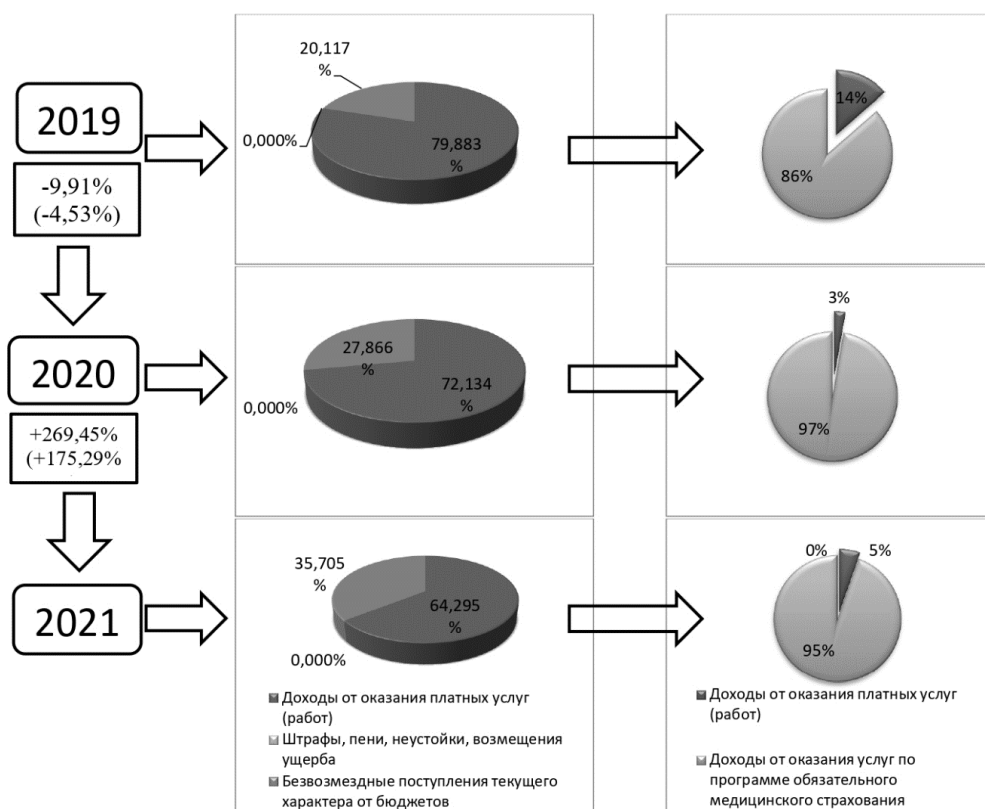 2019
-9,91%
(-4,53%)
20,117
%
0,000%
79,883
%
14%
86%
2020
+269,45%
(+175,29%
27,866
%
0,000%
72,134
%
3%
97%
2021
35,705
%
0,000%
64,295
%
0%
5%
95%
Доходы от оказания платных услуг
(работ)
Штрафы, пени, неустойки, возмещения
ущерба
Безвозмездные поступления текущего
характера от бюджетов
Доходы от оказания платных услуг
(работ)
Доходы от оказания услуг по
программе обязательного
медицинского страхования